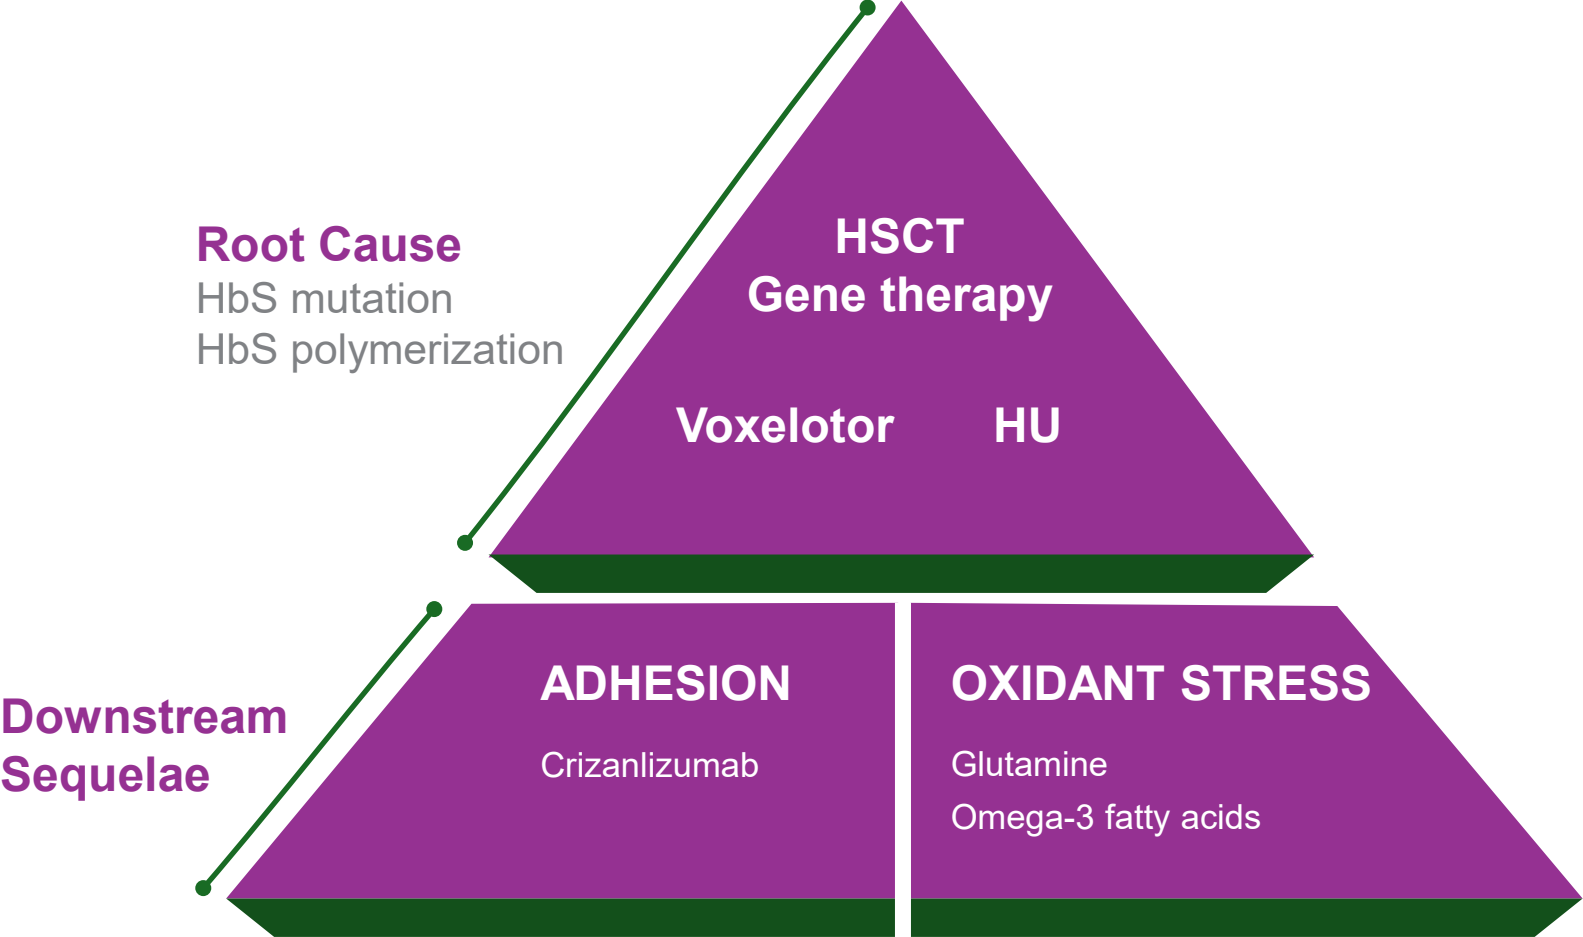 Root Cause
HbS mutation
HbS polymerization
HSCT
Gene therapy
Voxelotor HU
Downstream
Sequelae
ADHESION
Crizanlizumab
OXIDANT STRESS
Glutamine
Omega-3 fatty acids